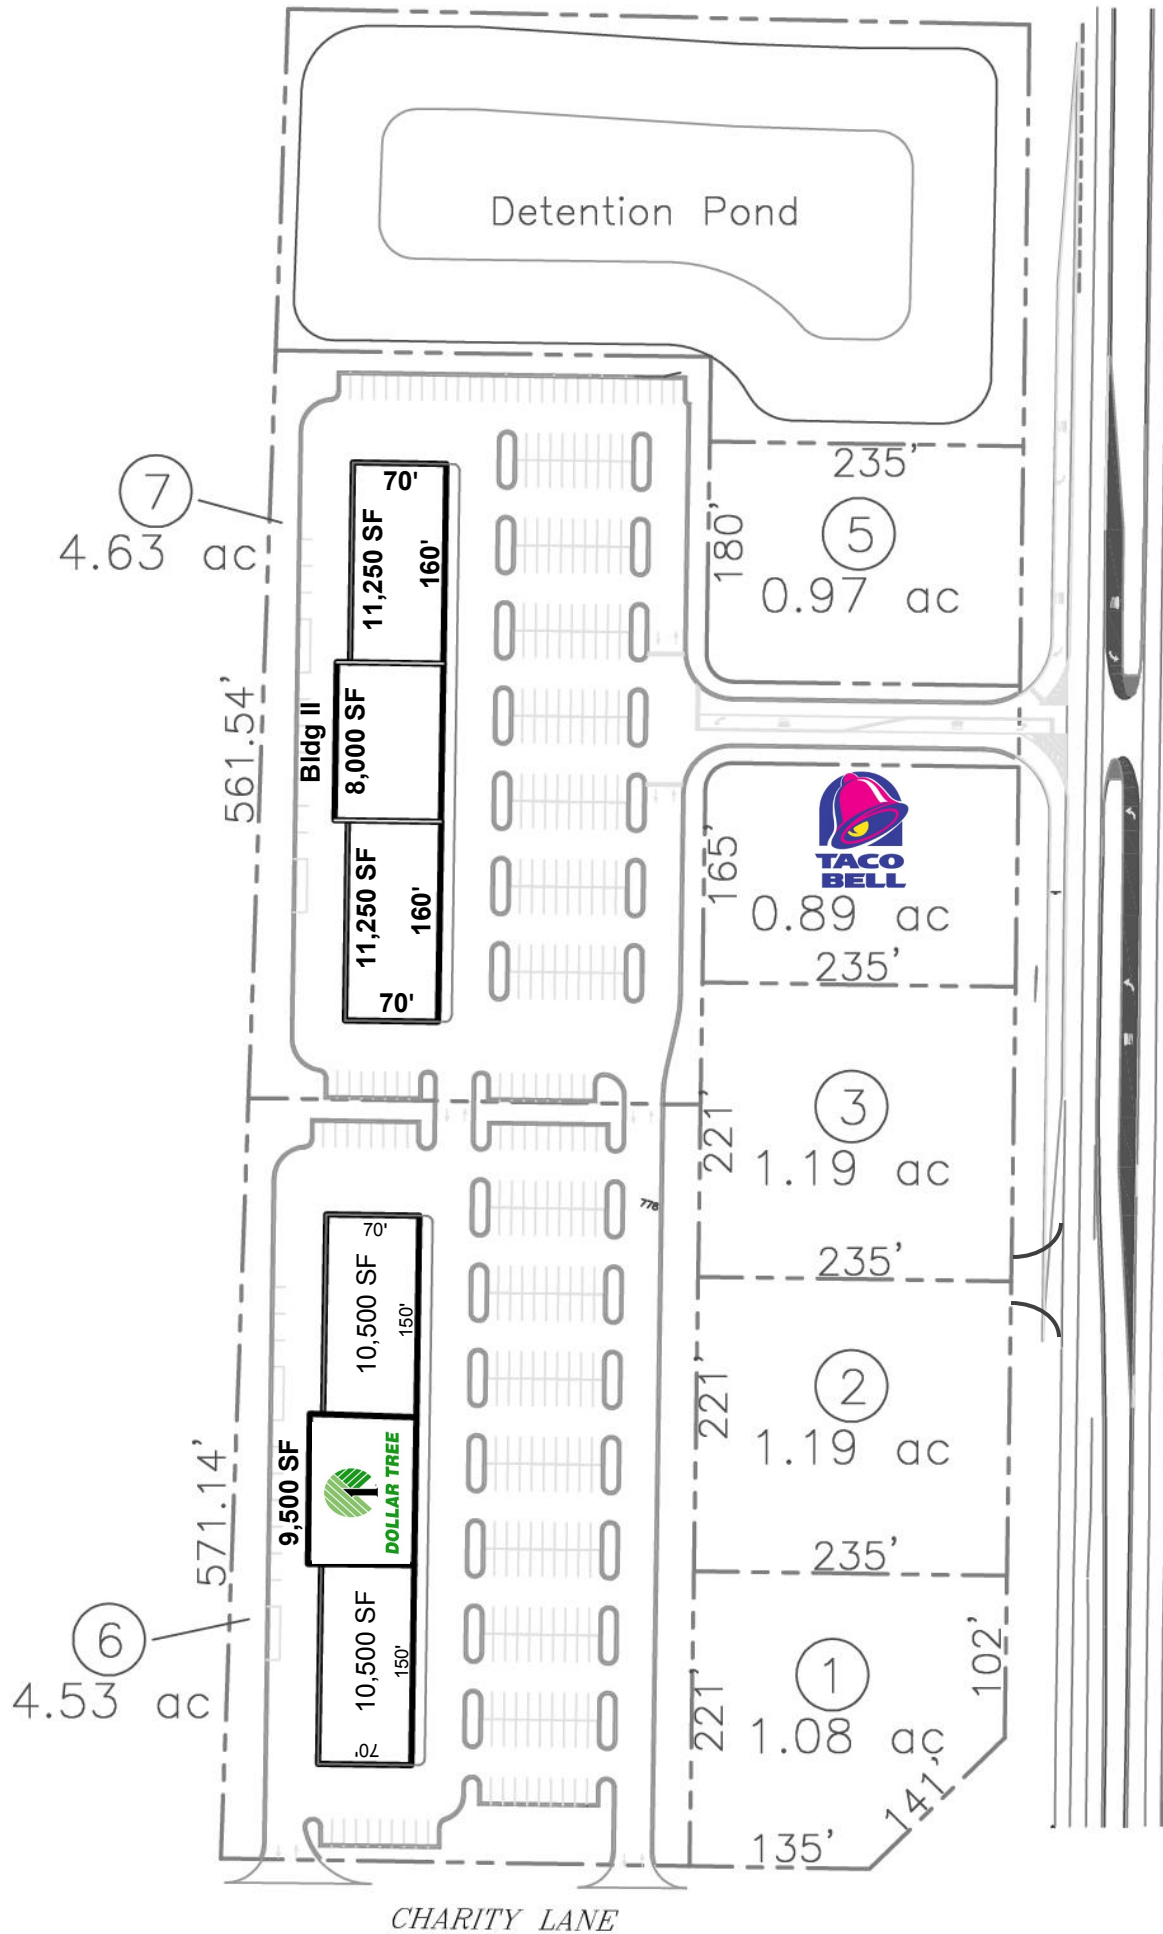 Detention Pond
235'
7
4.63 ac
70'
11,250 SF
160'
180'
5
0.97 ac
561.54'
Bldg II
8,000 SF
TACO
BELL
165'
0.89 ac
235'
11,250 SF
160'
70'
3
221'
1.19 ac
778
235'
70'
10,500 SF
150'
2
221'
1.19 ac
571.14'
9,500 SF
1
DOLLAR TREE
235'
6
4.53 ac
10,500 SF
150'
70'
1
102'
221'
1.08 ac
141'
135'
CHARITY LANE